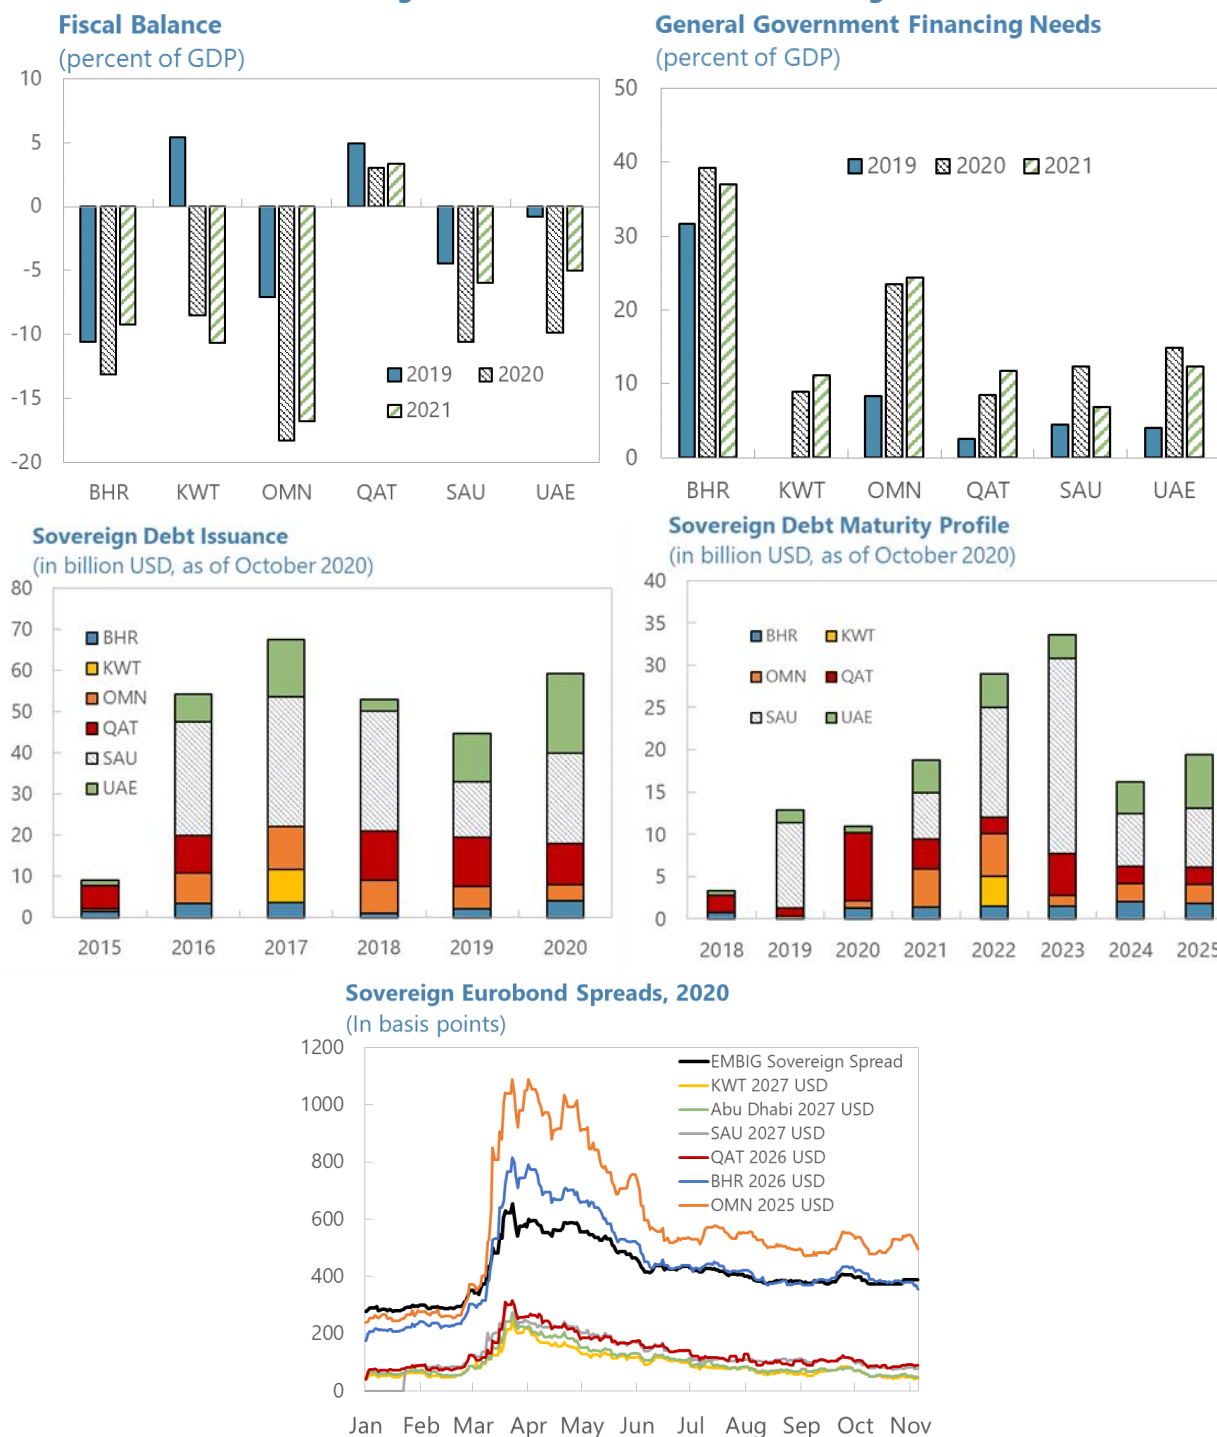 Fiscal Balance
(percent of GDP)
10
5
0
-5
-10
-15
-20
2019 2020
2021
BHR KWT OMN QAT SAU UAE
General Government Financing Needs
(percent of GDP)
50
40
30
20
10
0
2019 2020 2021
BHR KWT OMN QAT SAU UAE
Sovereign Debt Issuance
(in billion USD, as of October 2020)
80
70
60
50
40
30
20
10
0
BHR
KWT
OMN
QAT
SAU
UAE
2015 2016 2017 2018 2019 2020
Sovereign Debt Maturity Profile
(in billion USD, as of October 2020)
40
35
30
25
20
15
10
5
0
BHR KWT
OMN QAT
SAU UAE
2018 2019 2020 2021 2022 2023 2024 2025
Sovereign Eurobond Spreads, 2020
(In basis points)
1200
1000
800
600
400
200
0
EMBIG Sovereign Spread
KWT 2027 USD
Abu Dhabi 2027 USD
SAU 2027 USD
QAT 2026 USD
BHR 2026 USD
OMN 2025 USD
Jan Feb Mar Apr May Jun Jul Aug Sep Oct Nov